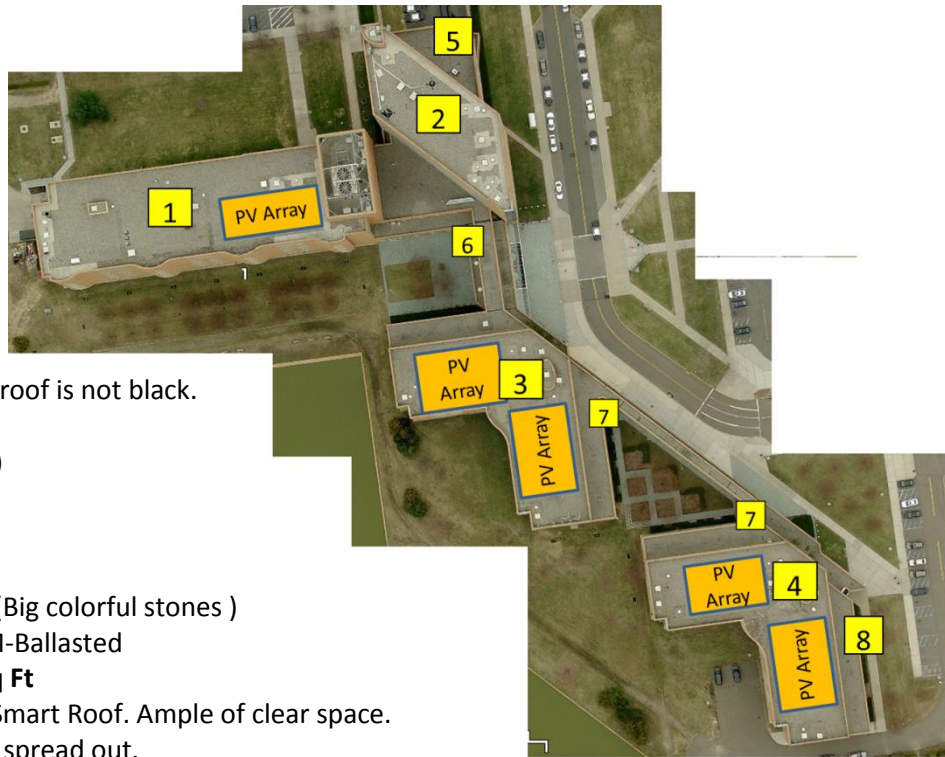 5
2
1
PV Array
6
PV
Array
3
PV Array
7
roof is not black.
)
7
PV
Array
4
PV Array
8
(Big colorful stones )
-Ballasted
Ft
Smart Roof. Ample of clear space.
spread out.